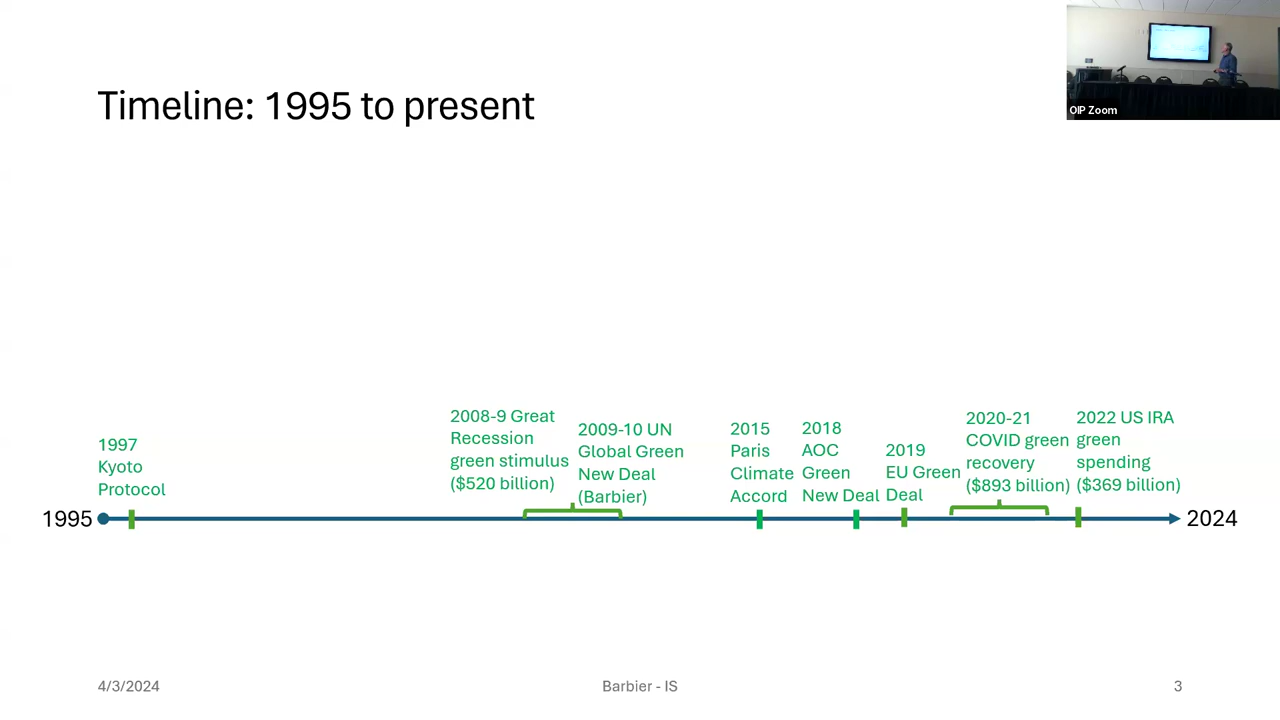 OIP Zoom
Timeline: 1995 to present
1997
Kyoto
Protocol
2008-9 Great
Recession
green stimulus
($520 billion)
2009-10 UN
Global Green
New Deal
(Barbier)
2015
Paris
Climate
Accord
2018
AOC
Green
New Deal
2019
EU Green
Deal
2020-21
COVID green
recovery
($893 billion)
2022 US IRA
green
spending
($369 billion)
1995
2024
4/3/2024
Barbier - IS
3